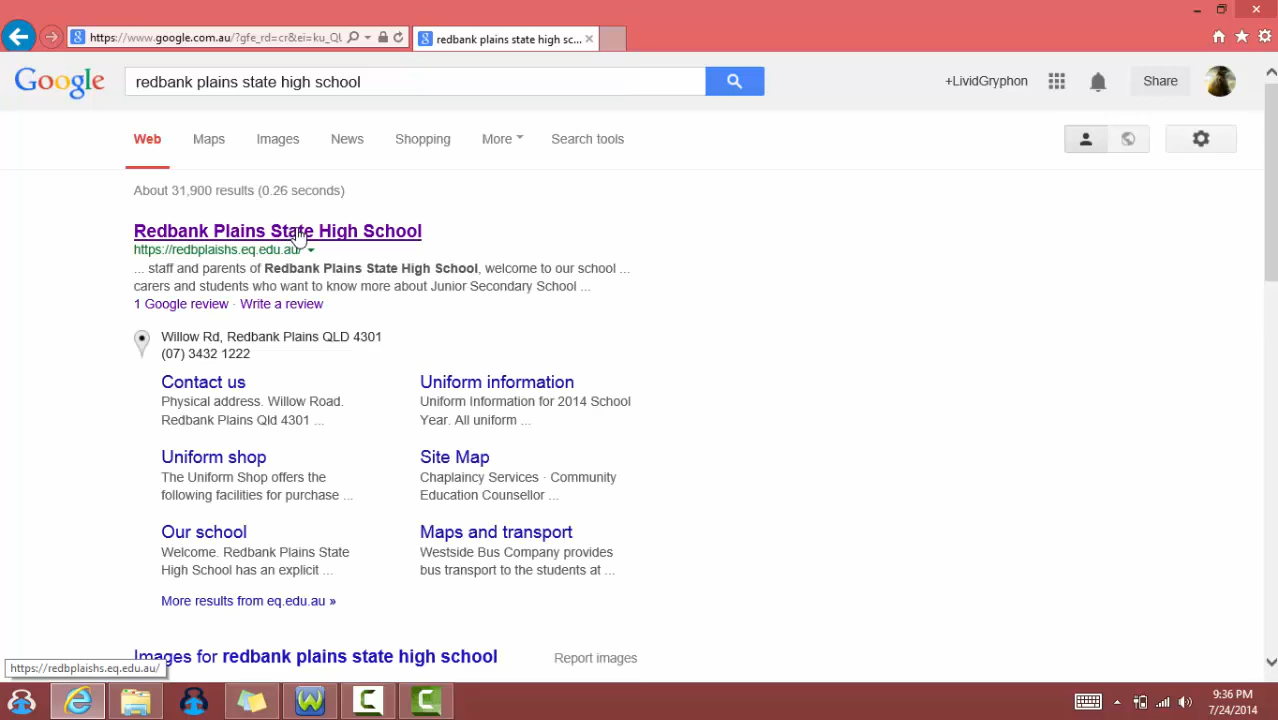 https://www.google.com.au/?gfe_rd=cr&ei=ku_QU
redbank plains state high sc...
Google
redbank plains state high school
+LividGryphon
Share
Web Maps Images News Shopping More Search tools
About 31,900 results (0.26 seconds)
Redbank Plains State High School
https://redbplaishs.eq.edu.au/
... staff and parents of Redbank Plains State High School, welcome to our school ...
carers and students who want to know more about Junior Secondary School ...
1 Google review · Write a review
Willow Rd, Redbank Plains QLD 4301
(07) 3432 1222
Contact us
Physical address. Willow Road.
Redbank Plains Qld 4301 ...
Uniform information
Uniform Information for 2014 School
Year. All uniform ...
Uniform shop
The Uniform Shop offers the
following facilities for purchase ...
Site Map
Chaplaincy Services · Community
Education Counsellor ...
Our school
Welcome. Redbank Plains State
High School has an explicit ...
Maps and transport
Westside Bus Company provides
bus transport to the students at ...
More results from eq.edu.au »
Images for redbank plains state high school
Report images
https://redbplaishs.eq.edu.au/
9:36 PM
7/24/2014